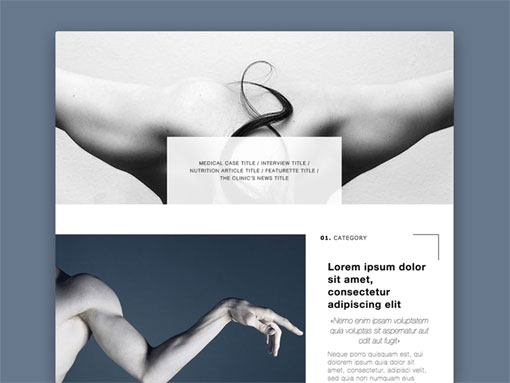 MEDICAL CASE TITLE / INTERVIEW TITLE /
NUTRITION ARTICLE TITLE / FEATURETTE TITLE /
THE CLINIC'S NEWS TITLE
01. CATEGORY
Lorem ipsum dolor
sit amet,
consectetur
adipiscing elit
«Nemo enim ipsam voluptatem
quia voluptas sit aspernatur aut
odit aut fugit»
Neque porro quisquam est, qui
dolorem ipsum quia dolor sit
amet, consectetur, adipisci velit,
sed quia non numquam eius